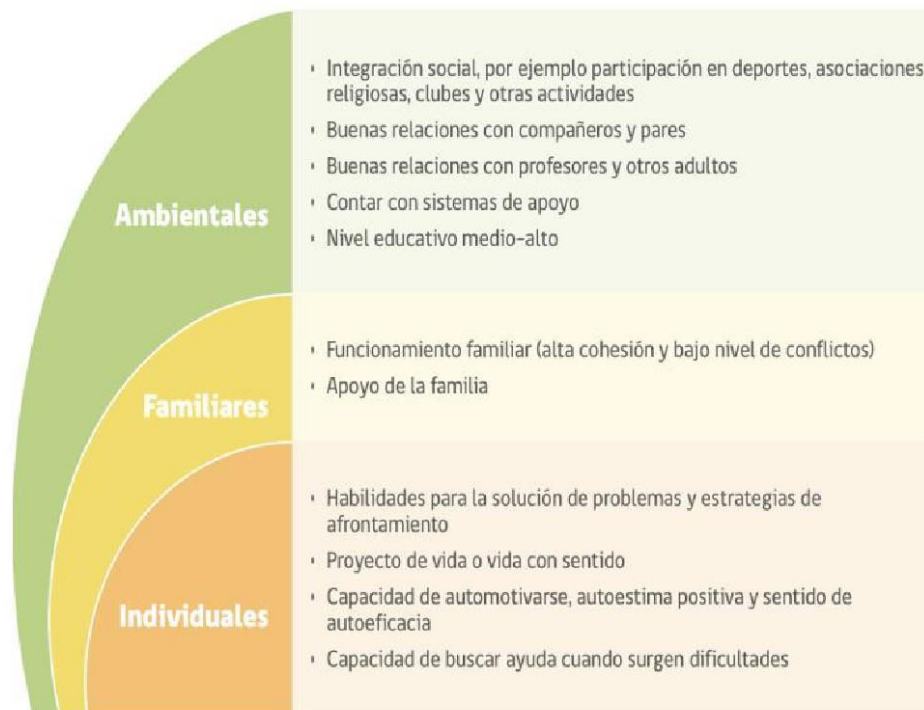 Ambientales
· Integración social, por ejemplo participación en deportes, asociaciones
religiosas, clubes y otras actividades
· Buenas relaciones con compañeros y pares
· Buenas relaciones con profesores y otros adultos
· Contar con sistemas de apoyo
· Nivel educativo medio-alto
Familiares
· Funcionamiento familiar (alta cohesión y bajo nivel de conflictos)
· Apoyo de la familia
Individuales
· Habilidades para la solución de problemas y estrategias de
afrontamiento
· Proyecto de vida o vida con sentido
· Capacidad de automotivarse, autoestima positiva y sentido de
autoeficacia
· Capacidad de buscar ayuda cuando surgen dificultades